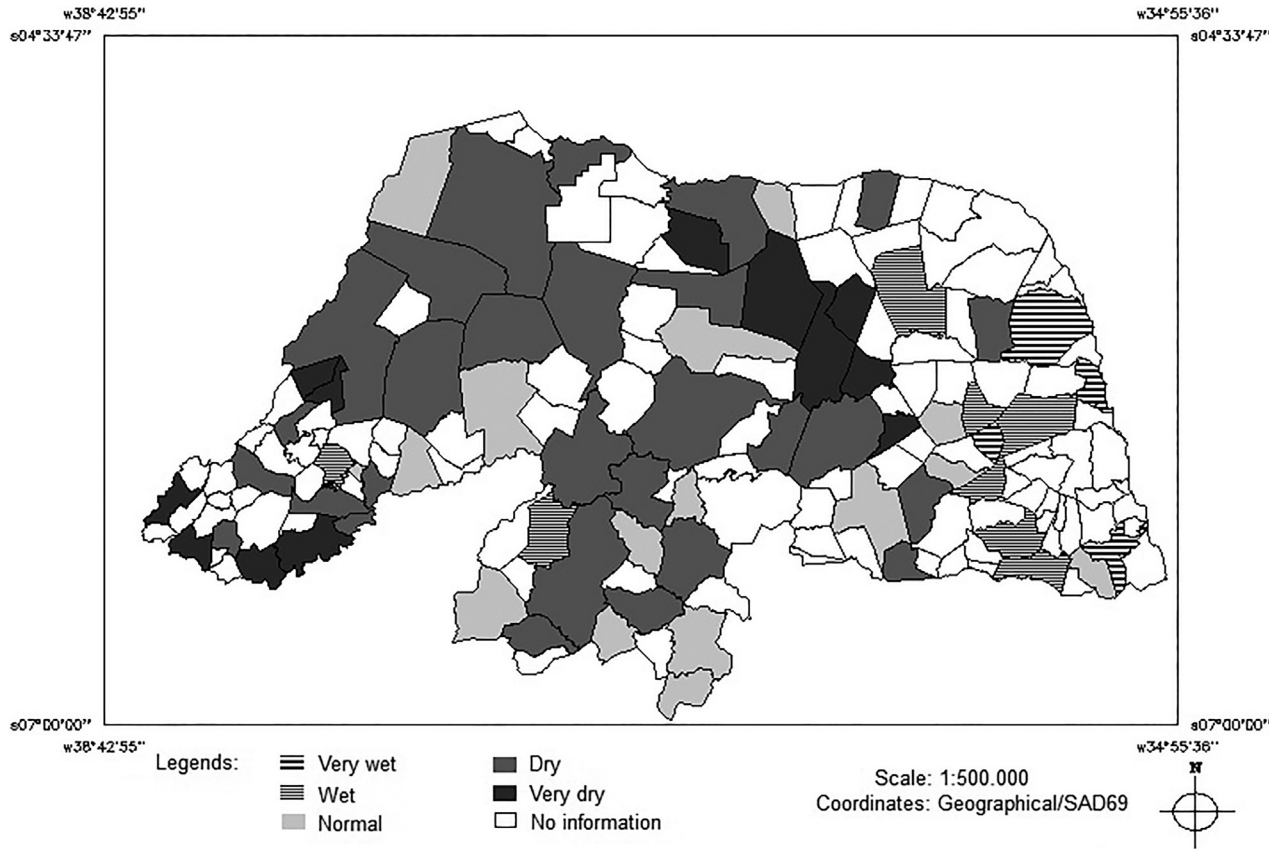 w38°42'55" w34°55'36"
s04°33'47" s04°33'47"
s07°00'00" s07°00'00"
w38°42'55" w34°55'36"
Legends:
Very wet
Wet
Normal
Dry
Very dry
No information
Scale: 1:500.000
Coordinates: Geographical/SAD69
N